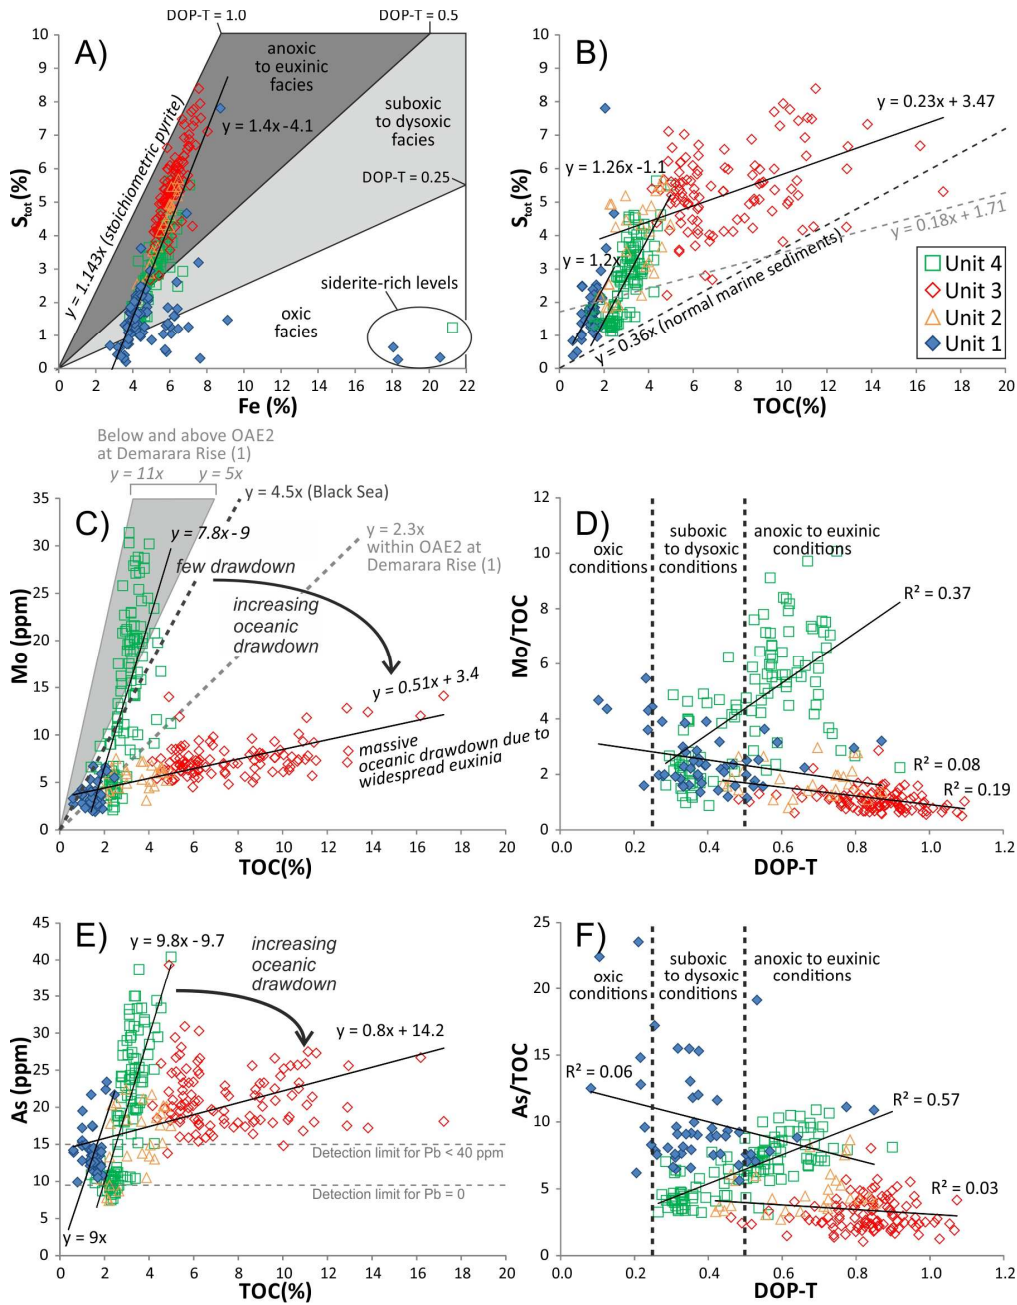 DOP-T = 1.0
DOP-T = 0.5
A)
anoxic
to euxinic
facies
suboxic
to dysoxic
facies
y = 1.4x-4.1
y = 1.143x (stoichiometric pyrite)
DOP-T = 0.25
siderite-rich levels
oxic
facies
S tot (%)
10
9
8
7
6
5
4
3
2
1
0
0 2 4 6 8 10 12 14 16 18 20 22
Fe (%)
B)
y = 0.23x + 3.47
y = 1.26x -1.1
y = 1.2x
y = 0.18x + 1.71
y = 0.36x (normal marine sediments)
Unit 4
Unit 3
Unit 2
Unit 1
S tot (%)
10
9
8
7
6
5
4
3
2
1
0
0 2 4 6 8 10 12 14 16 18 20
TOC(%)
Below and above OAE2
at Demarara Rise (1)
y = 11x y = 5x
C)
y = 4.5x (Black Sea)
y = 7.8x - 9
few drawdown
y = 2.3x
within OAE2 at
Demarara Rise (1)
increasing
oceanic
drawdown
y = 0.51x + 3.4
massive
oceanic drawdown due to
widespread euxinia
Mo (ppm)
35
30
25
20
15
10
5
0
0 2 4 6 8 10 12 14 16 18 20
TOC(%)
D)
oxic
conditions
suboxic
to dysoxic
conditions
anoxic to euxinic
conditions
R² = 0.37
R² = 0.08
R² = 0.19
Mo/TOC
12
10
8
6
4
2
0
0.0 0.2 0.4 0.6 0.8 1.0 1.2
DOP-T
E)
y = 9.8x - 9.7
increasing
oceanic
drawdown
y = 0.8x + 14.2
Detection limit for Pb < 40 ppm
Detection limit for Pb = 0
y = 9x
As (ppm)
45
40
35
30
25
20
15
10
5
0
0 2 4 6 8 10 12 14 16 18 20
TOC(%)
F)
oxic
conditions
suboxic
to dysoxic
conditions
anoxic to euxinic
conditions
R² = 0.06
R² = 0.57
R² = 0.03
As/TOC
25
20
15
10
5
0
0.0 0.2 0.4 0.6 0.8 1.0 1.2
DOP-T